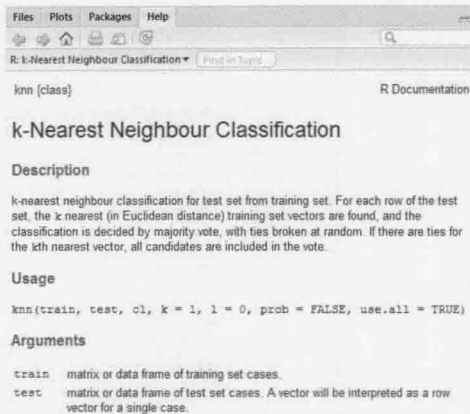 Files Plots Packages Help
R: k-Nearest Neighbour Classification Find in Topic
knn {class} R Documentation
k-Nearest Neighbour Classification
Description
k-nearest neighbour classification for test set from training set. For each row of the test
set, the k nearest (in Euclidean distance) training set vectors are found, and the
classification is decided by majority vote, with ties broken at random. If there are ties for
the kth nearest vector, all candidates are included in the vote.
Usage
knn(train, test, cl, k = 1, l = 0, prob = FALSE, use.all = TRUE)
Arguments
train matrix or data frame of training set cases.
test matrix or data frame of test set cases. A vector will be interpreted as a row
vector for a single case.